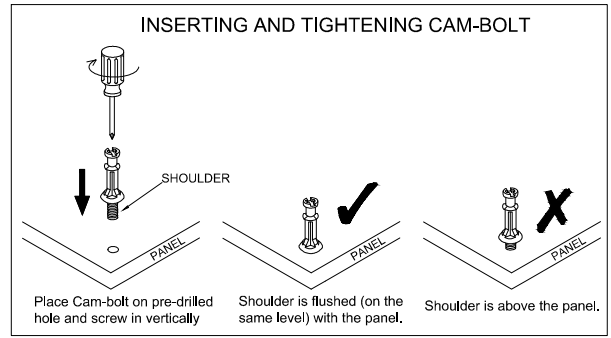 INSERTING AND TIGHTENING CAM-BOLT
SHOULDER
PANEL
Place Cam-bolt on pre-drilled
hole and screw in vertically
PANEL
Shoulder is flushed (on the
same level) with the panel.
PANEL
Shoulder is above the panel.